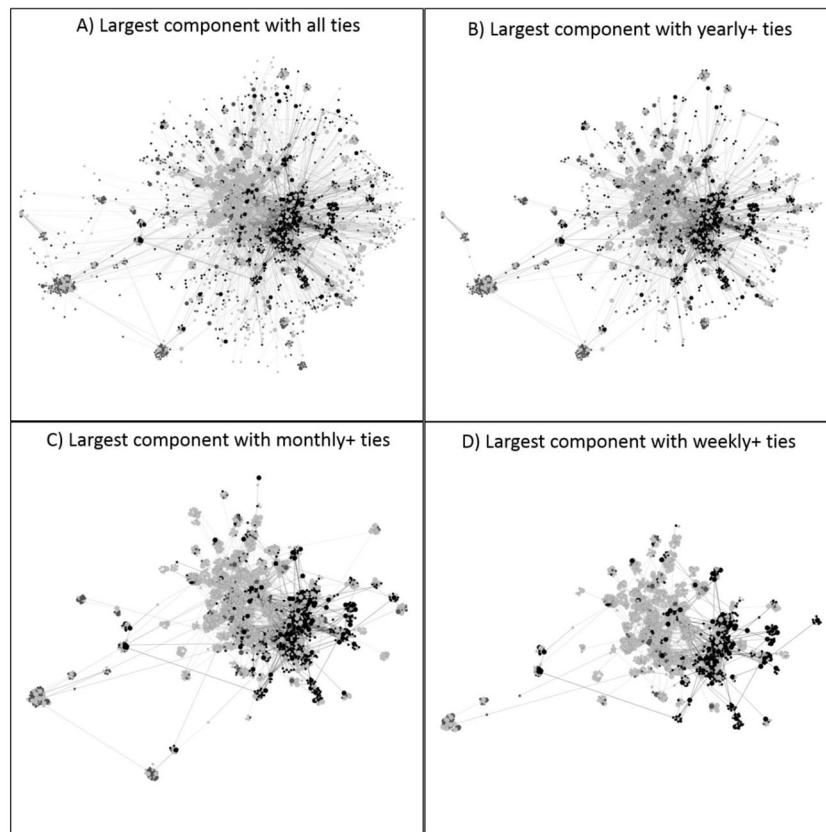 A) Largest component with all ties
B) Largest component with yearly+ ties
C) Largest component with monthly+ ties
D) Largest component with weekly+ ties